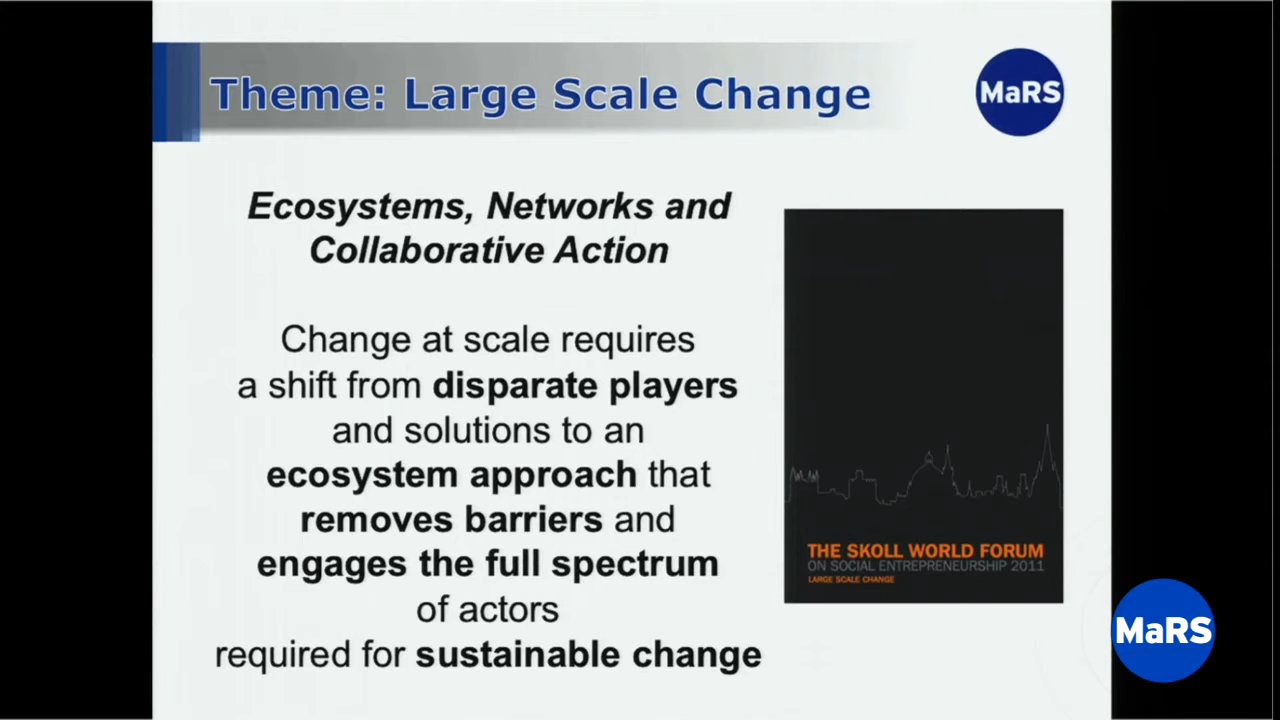 Theme: Large Scale Change
MaRS
Ecosystems, Networks and
Collaborative Action
Change at scale requires
a shift from disparate players
and solutions to an
ecosystem approach that
removes barriers and
engages the full spectrum
of actors
required for sustainable change
THE SKOLL WORLD FORUM
ON SOCIAL ENTREPRENEURSHIP 2011
LARGE SCALE CHANGE
MaRS